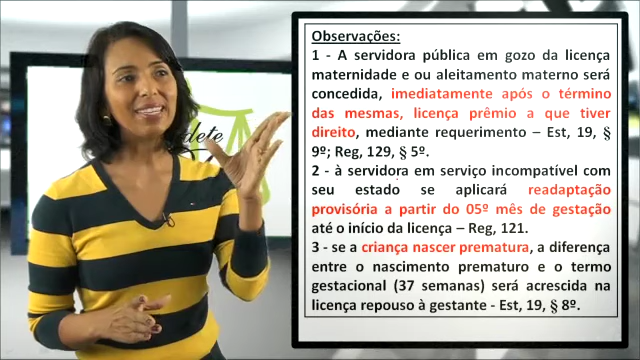 dete
Observações:
1 - A servidora pública em gozo da licença
maternidade e ou aleitamento materno será
concedida, imediatamente após o término
das mesmas, licença prêmio a que tiver
direito, mediante requerimento – Est, 19, §
9º; Reg, 129, § 5º.
2 - à servidora em serviço incompatível com
seu estado se aplicará readaptação
provisória a partir do 05º mês de gestação
até o início da licença – Reg, 121.
3 - se a criança nascer prematura, a diferença
entre o nascimento prematuro e o termo
gestacional (37 semanas) será acrescida na
licença repouso à gestante - Est, 19, § 8º.